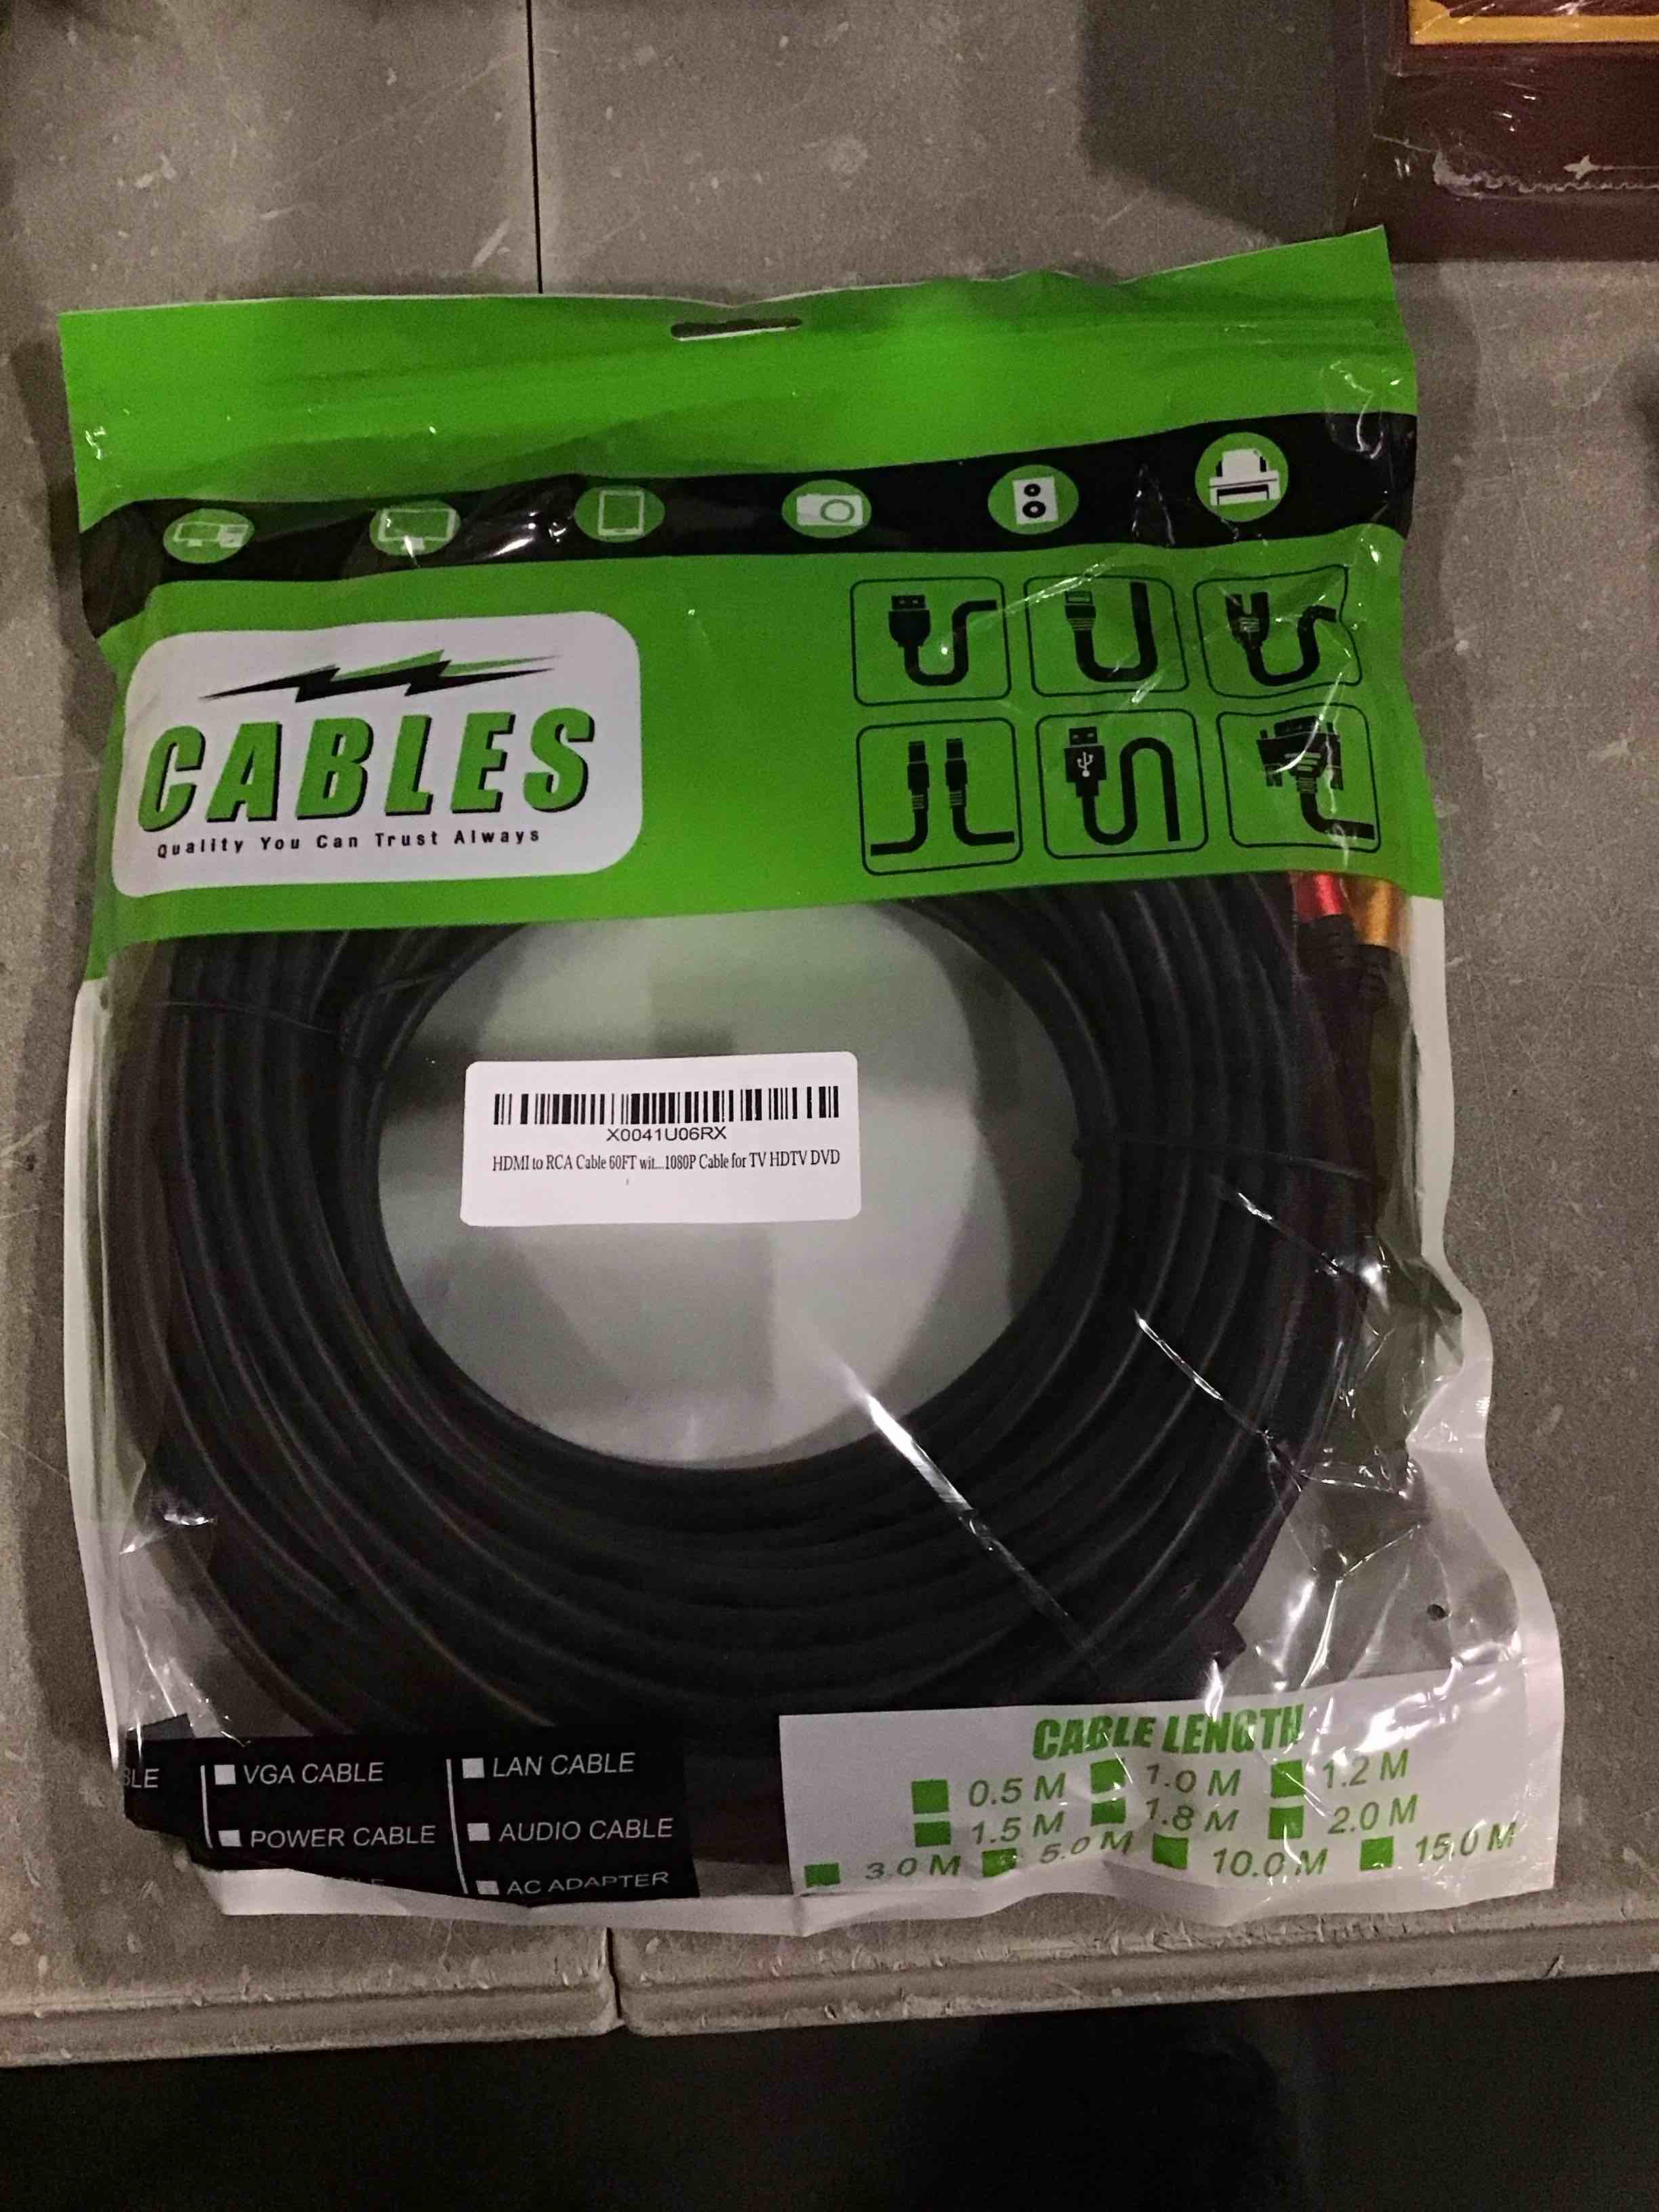 CABLES
Quality You Can Trust Always
X0041U06RX
HDMI to RCA Cable 60FT wit...1080P Cable for TV HDTV DVD
BLE VGA CABLE LAN CABLE
POWER CABLE AUDIO CABLE
AC ADAPTER
CABLE LENGTH
0.5 M 1.0 M 1.2 M
1.5 M 1.8 M 2.0 M
3.0 M 5.0 M 10.0 M 15.0 M